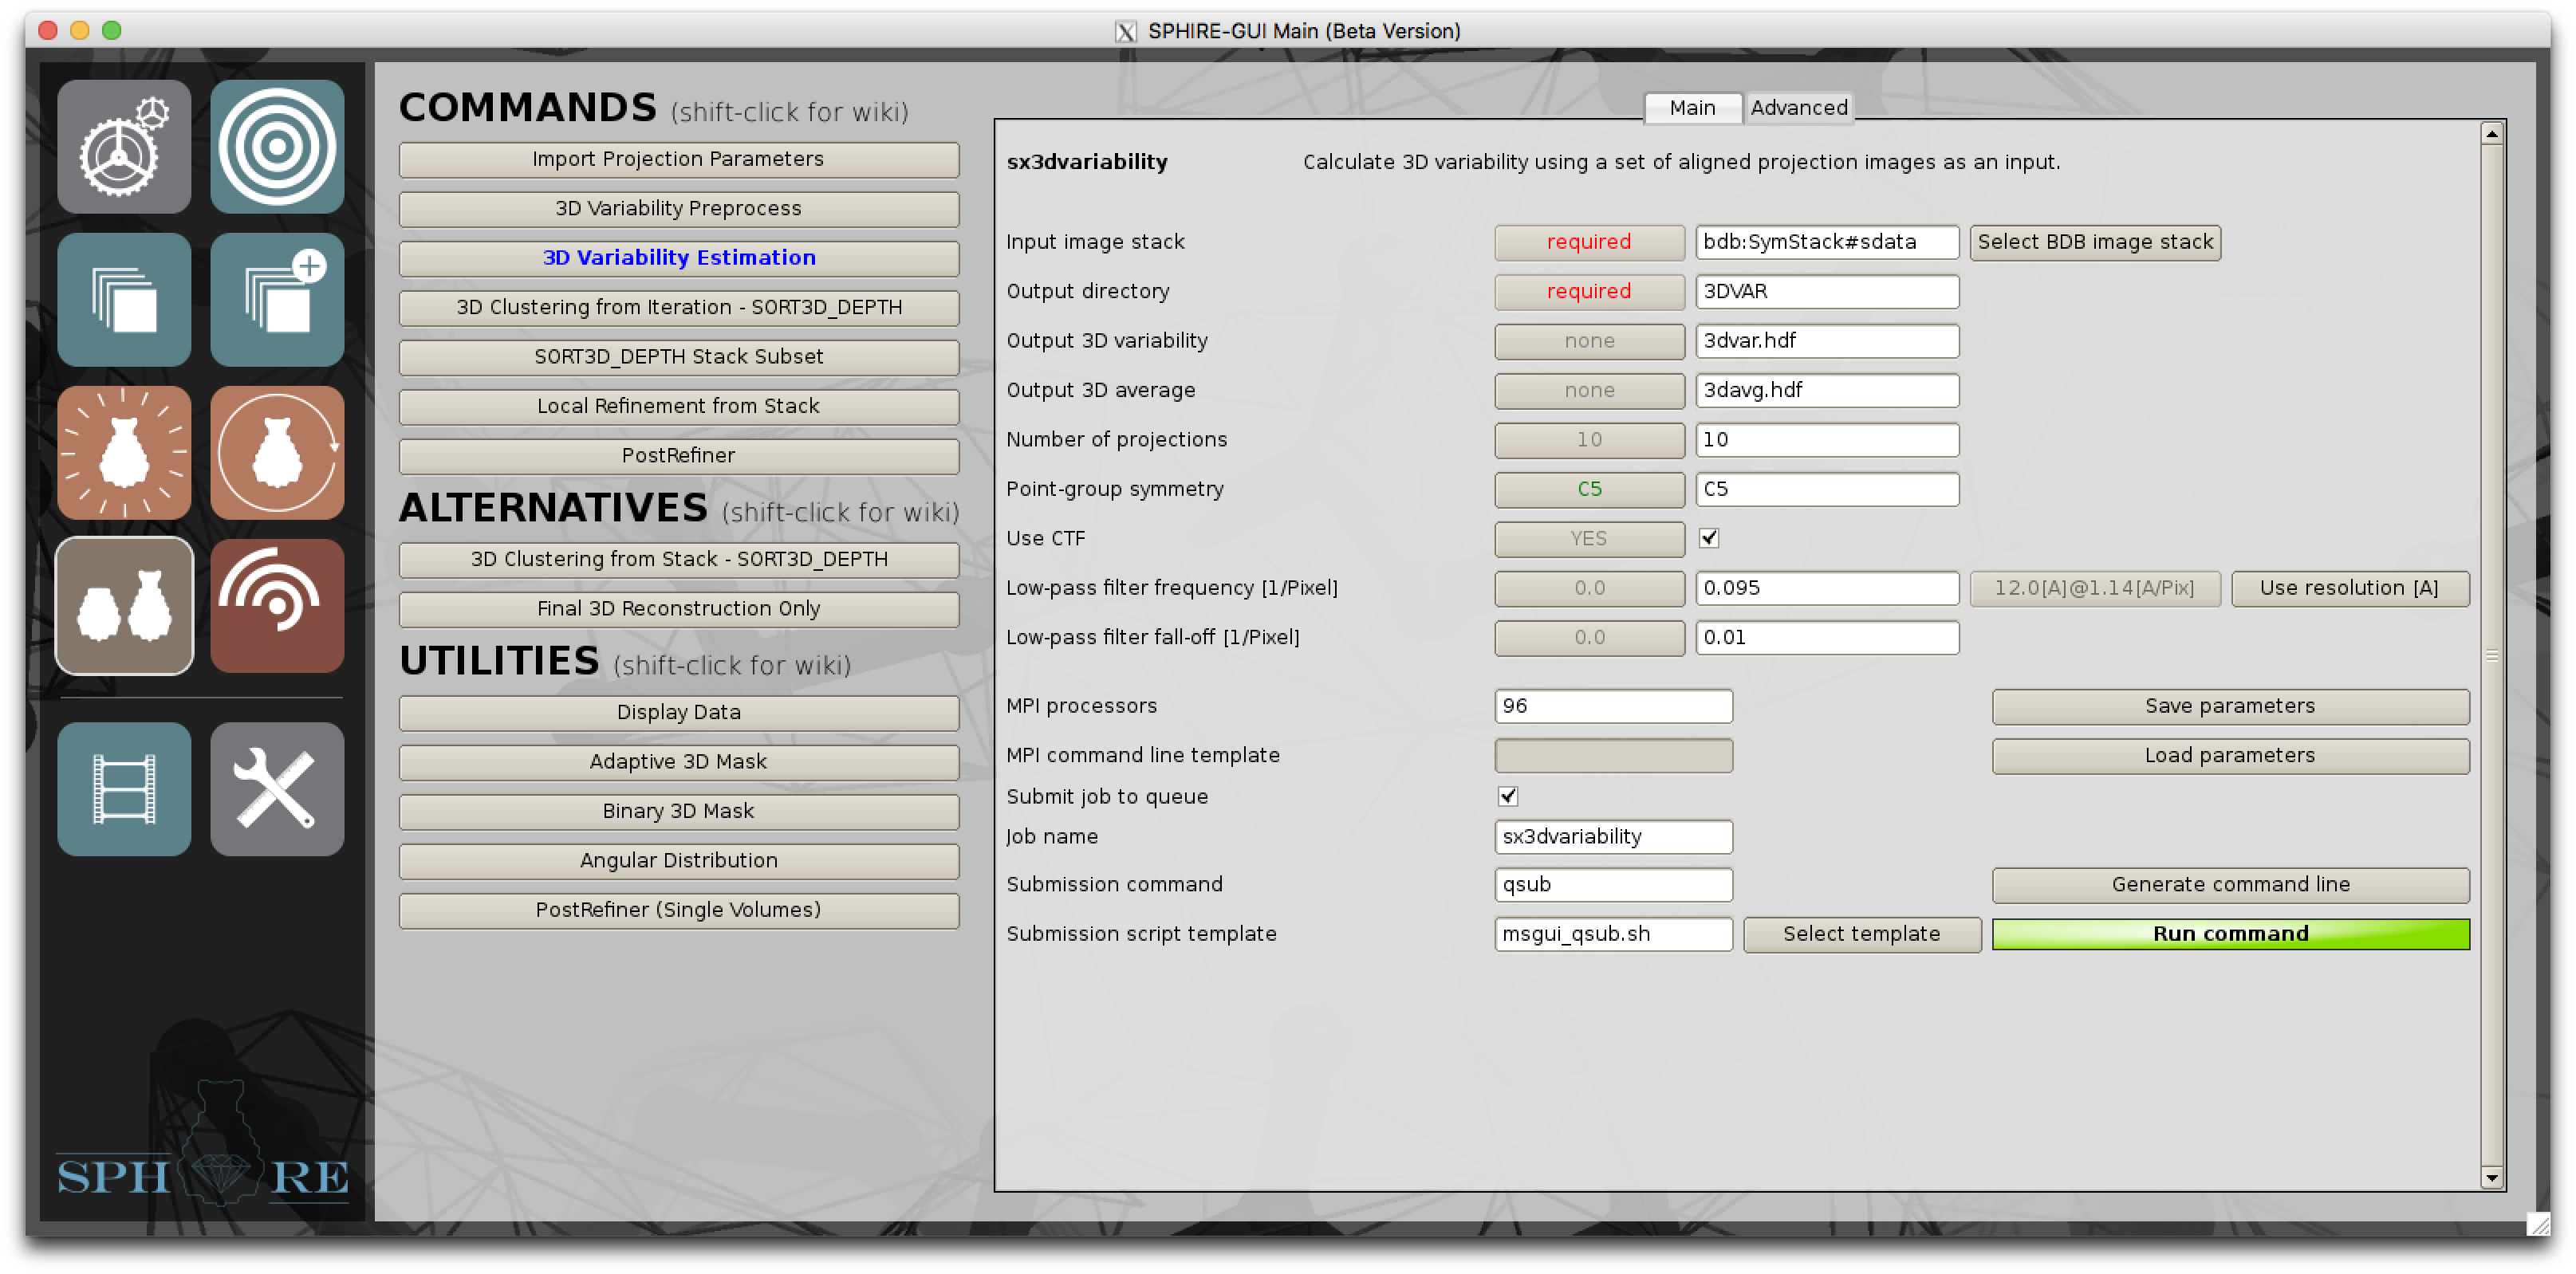 SPHIRE-GUI Main (Beta Version)
COMMANDS (shift-click for wiki)
Import Projection Parameters
3D Variability Preprocess
3D Variability Estimation
3D Clustering from Iteration - SORT3D_DEPTH
SORT3D_DEPTH Stack Subset
Local Refinement from Stack
PostRefiner
ALTERNATIVES (shift-click for wiki)
3D Clustering from Stack - SORT3D_DEPTH
Final 3D Reconstruction Only
UTILITIES (shift-click for wiki)
Display Data
Adaptive 3D Mask
Binary 3D Mask
Angular Distribution
PostRefiner (Single Volumes)
SPH RE
Main Advanced
sx3dvariability Calculate 3D variability using a set of aligned projection images as an input.
Input image stack required bdb:SymStack#sdata Select BDB image stack
Output directory required 3DVAR
Output 3D variability none 3dvar.hdf
Output 3D average none 3davg.hdf
Number of projections 10 10
Point-group symmetry C5 C5
Use CTF YES
Low-pass filter frequency [1/Pixel] 0.0 0.095 12.0[A]@1.14[A/Pix] Use resolution [A]
Low-pass filter fall-off [1/Pixel] 0.0 0.01
MPI processors 96 Save parameters
MPI command line template Load parameters
Submit job to queue
Job name sx3dvariability
Submission command qsub Generate command line
Submission script template msgui_qsub.sh Select template Run command